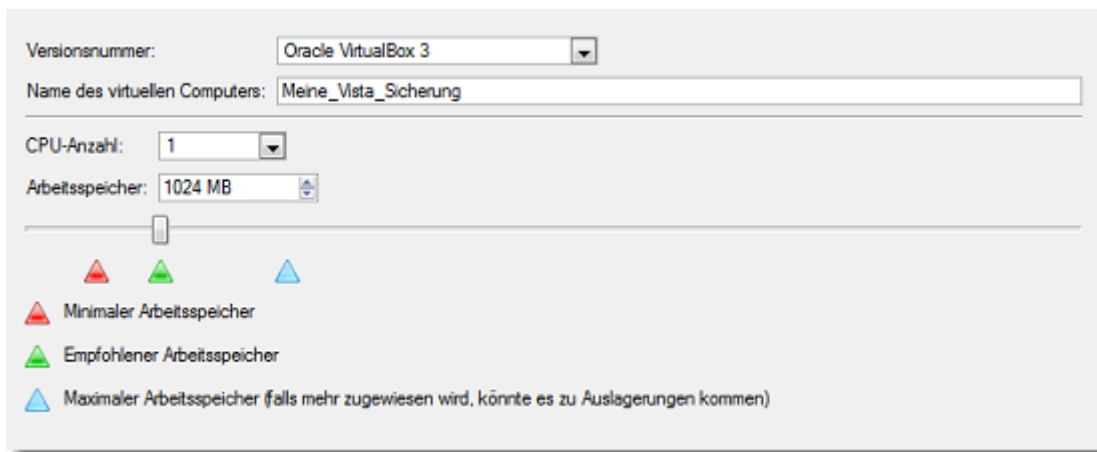 Versionsnummer: Oracle VirtualBox 3
Name des virtuellen Computers: Meine_Vista_Sicherung
CPU-Anzahl: 1
Arbeitsspeicher: 1024 MB
Minimaler Arbeitsspeicher
Empfohlener Arbeitsspeicher
Maximaler Arbeitsspeicher (falls mehr zugewiesen wird, könnte es zu Auslagerungen kommen)